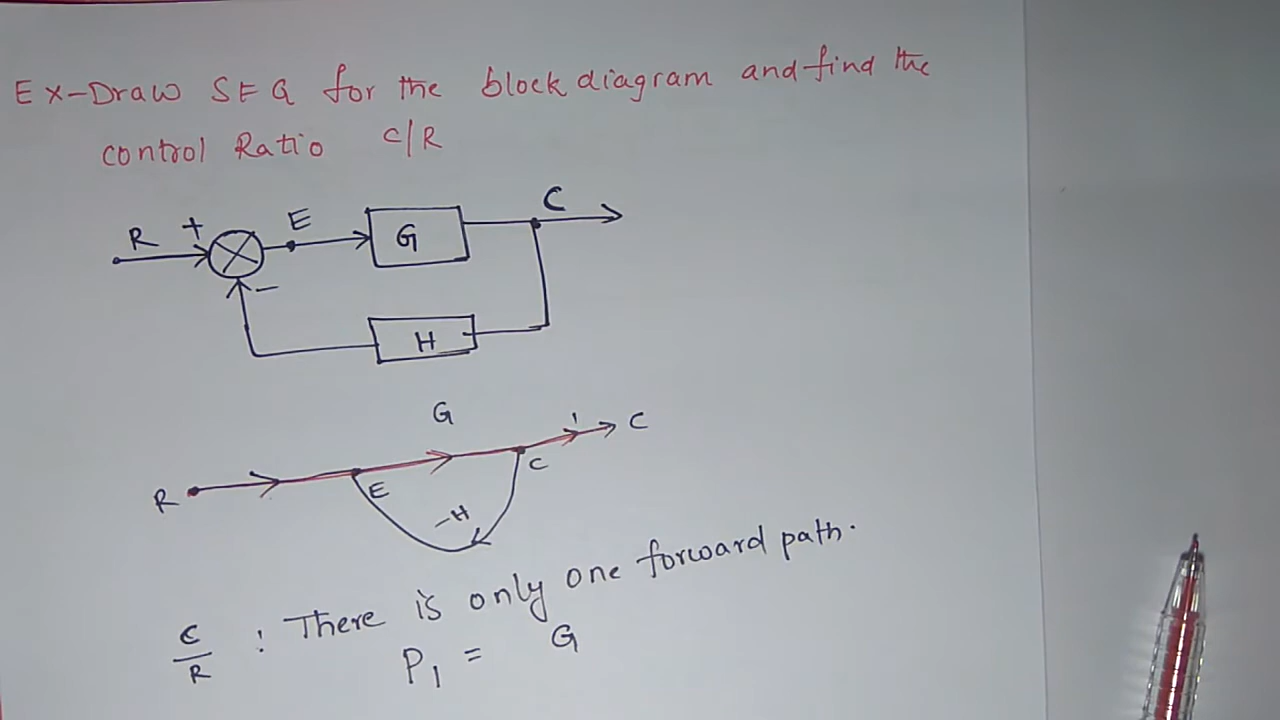 Ex-Draw SFG for the block diagram and find the
control Ratio C/R
R + E G C
-
H
G
R E C 1 C
-H
C/R : There is only one forward path.
P1 = G